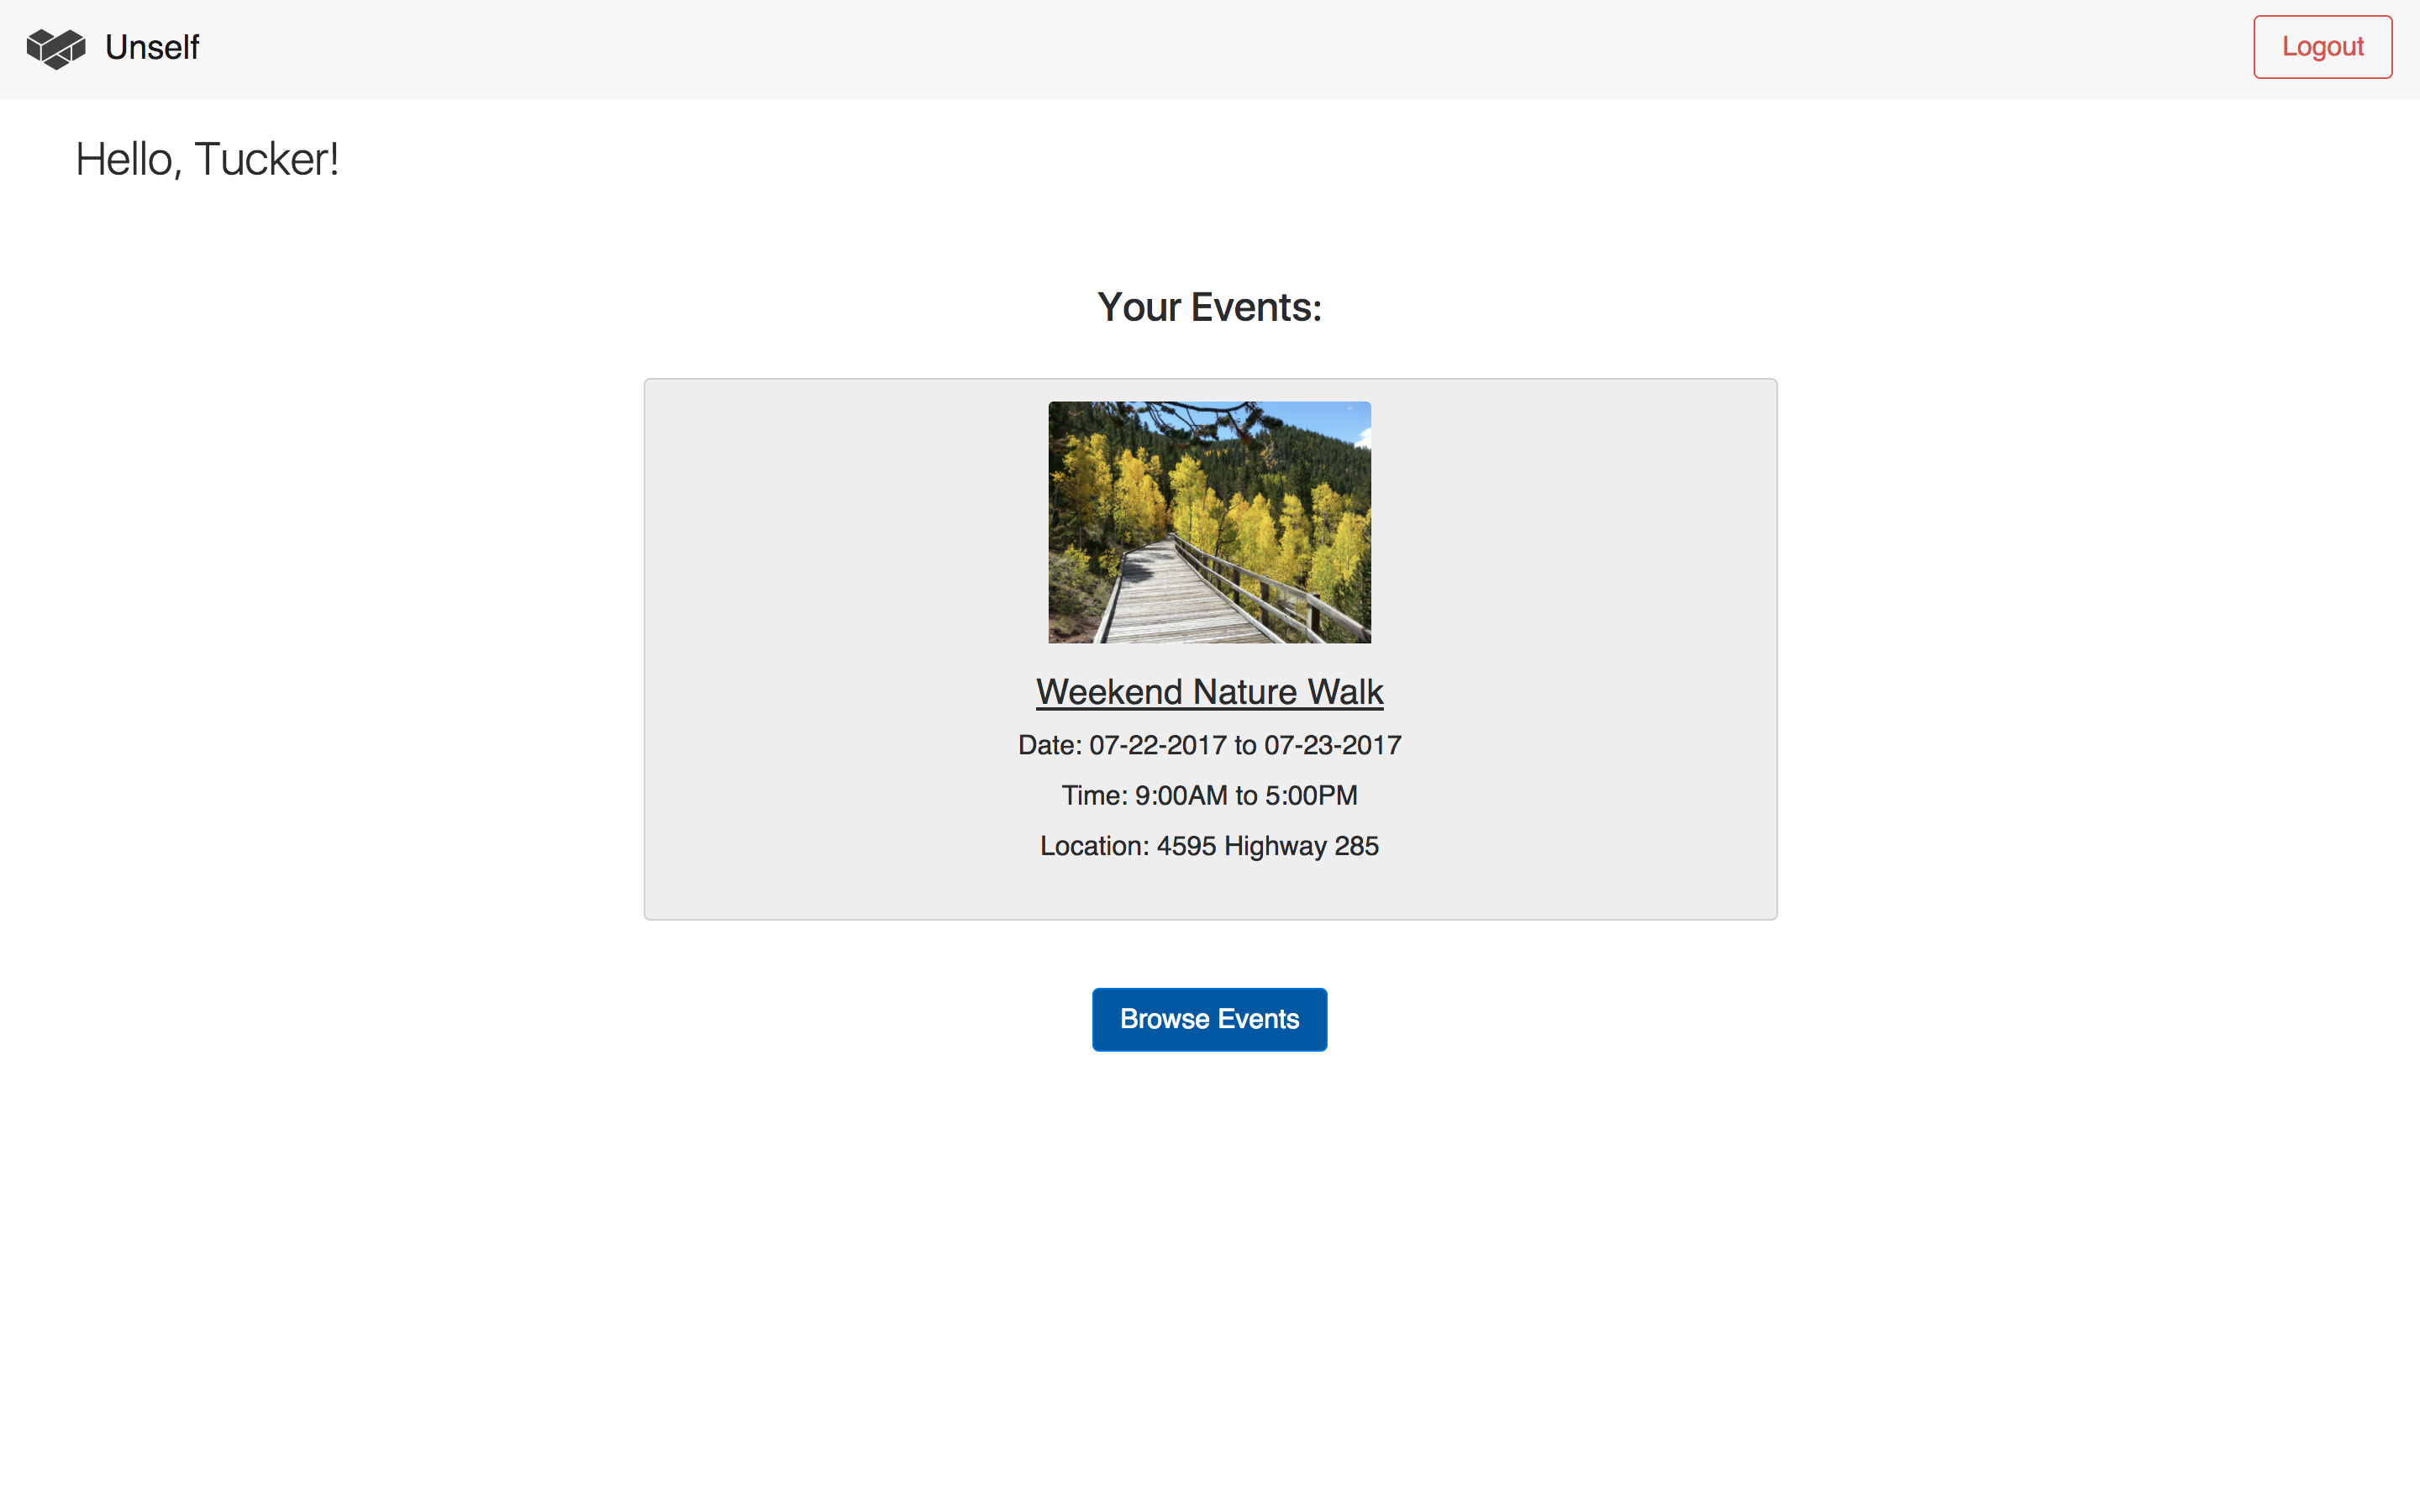 Unself
Logout
Hello, Tucker!
Your Events:
Weekend Nature Walk
Date: 07-22-2017 to 07-23-2017
Time: 9:00AM to 5:00PM
Location: 4595 Highway 285
Browse Events